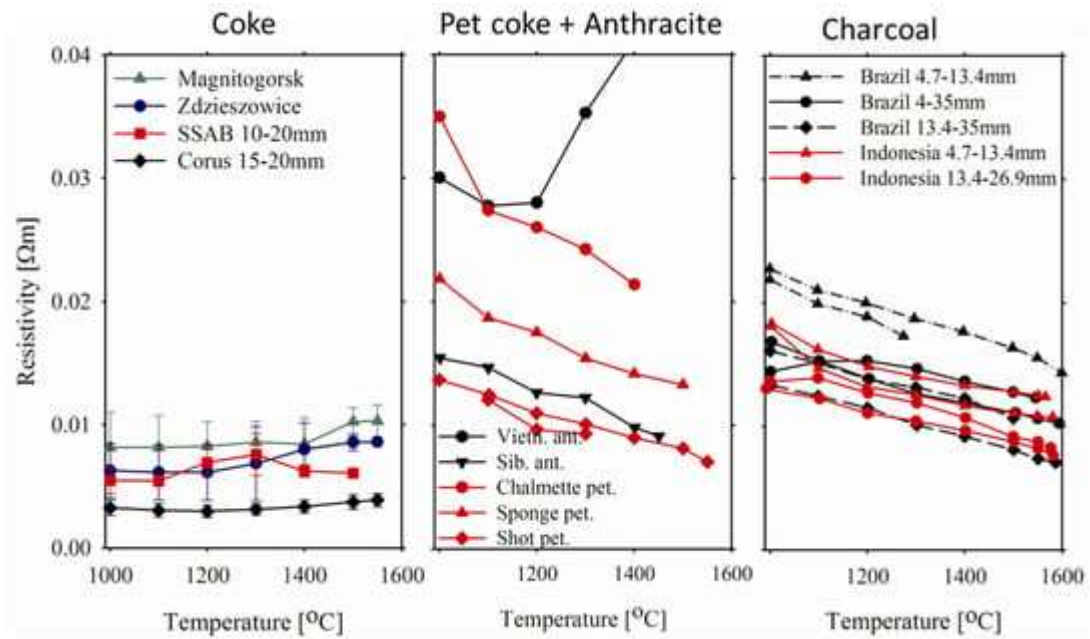 Coke
Pet coke + Anthracite
Charcoal
Resistivity [Ωm]
0.04
0.03
0.02
0.01
0.00
Magnitogorsk
Zdzieszowice
SSAB 10-20mm
Corus 15-20mm
1000 1200 1400 1600
Temperature [°C]
Vietn. ant.
Sib. ant.
Chalmette pet.
Sponge pet.
Shot pet.
1200 1400 1600
Temperature [°C]
Brazil 4.7-13.4mm
Brazil 4-35mm
Brazil 13.4-35mm
Indonesia 4.7-13.4mm
Indonesia 13.4-26.9mm
1200 1400 1600
Temperature [°C]